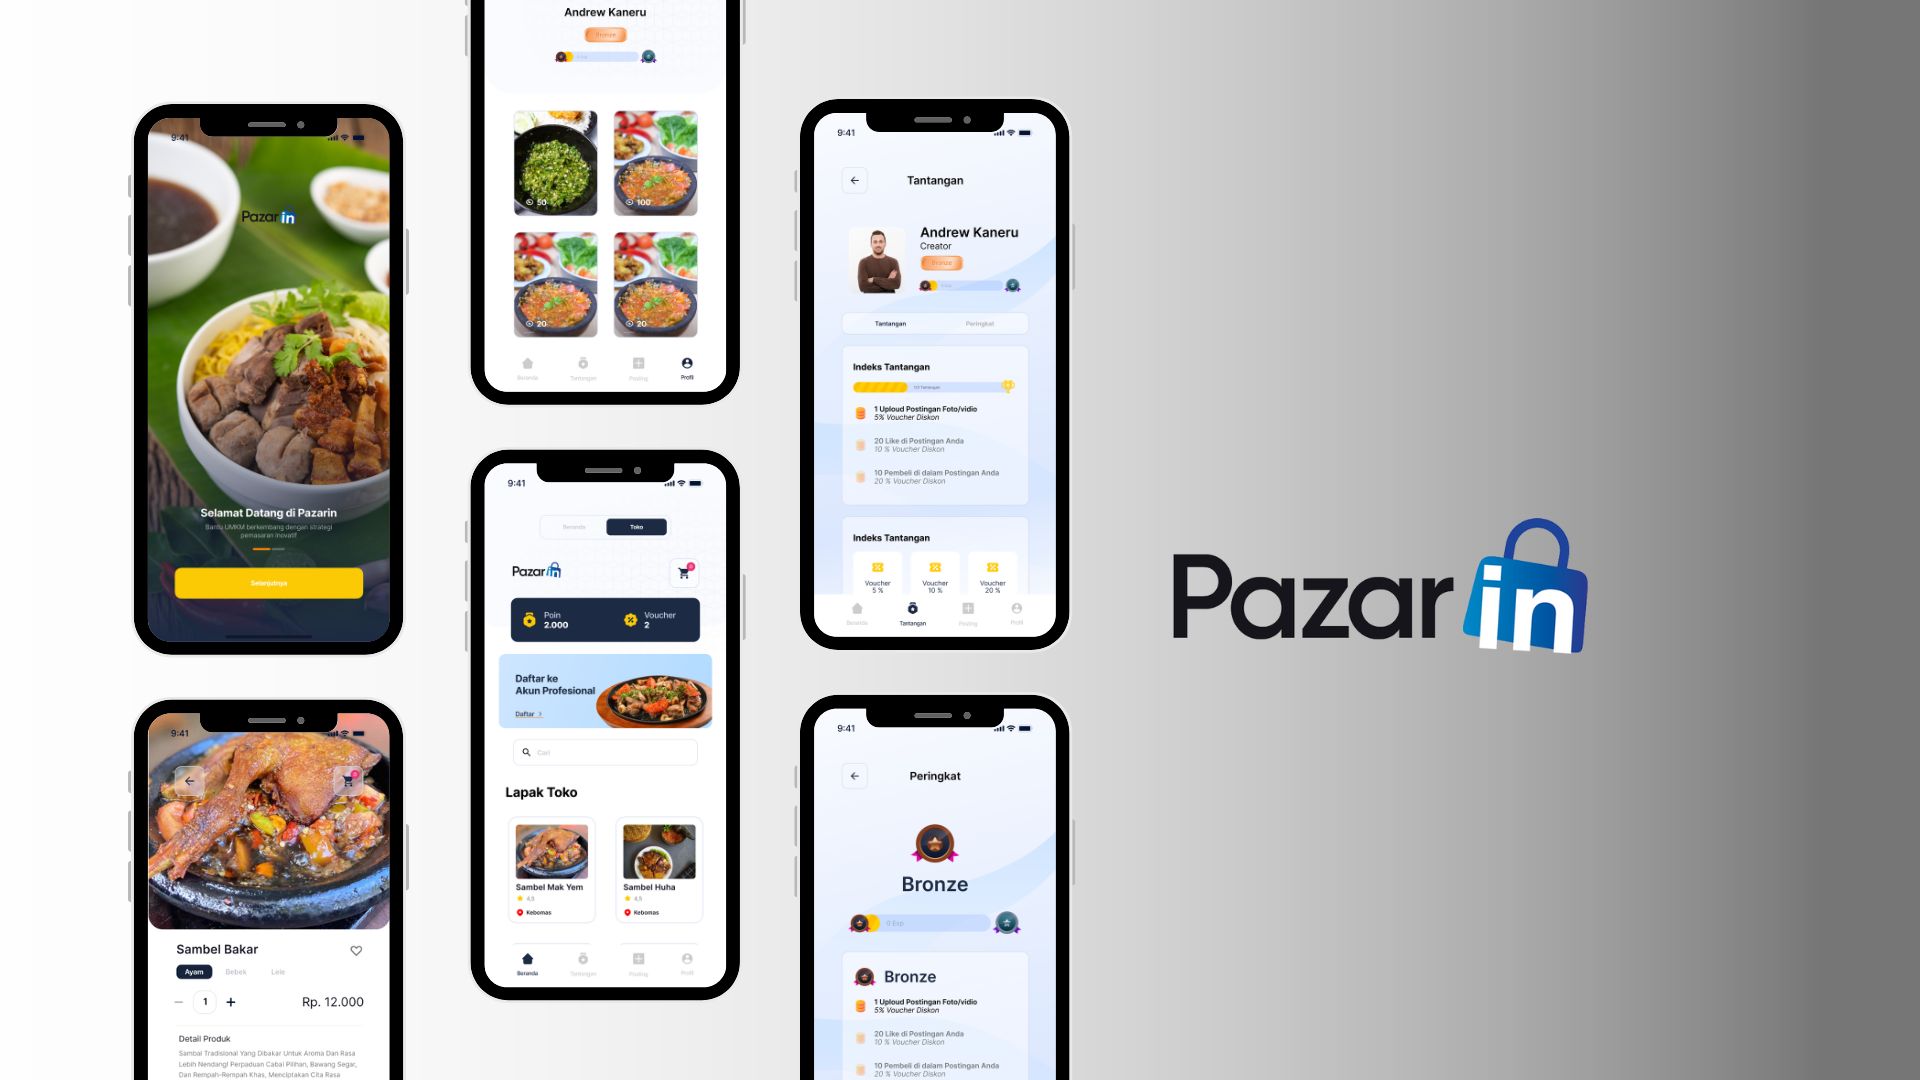 9:41
Pazar in
Selamat Datang di Pazarin
Bantu UMKM berkembang dengan strategi
pemasaran inovatif
Selanjutnya
9:41
Sambel Bakar
Ayam Bebek Lele
1
Rp. 12.000
Detail Produk
Sambal Tradisional Yang Dibakar Untuk Aroma Dan Rasa
Lebih Nendang! Perpaduan Cabai Pilihan, Bawang Segar,
Dan Rempah-Rempah Khas, Menciptakan Cita Rasa
Andrew Kaneru
Bronze
50
100
20
20
Beranda Tantangan Posting Profil
9:41
Beranda Toko
Pazar in
Poin
2.000
Voucher
2
Daftar ke
Akun Profesional
Daftar >
Cari
Lapak Toko
Sambel Mak Yem
4,5
Kebomas
Sambel Huha
4,5
Kebomas
Beranda Tantangan Posting Profil
9:41
Tantangan
Andrew Kaneru
Creator
Bronze
Tantangan Peringkat
Indeks Tantangan
1/3 Tantangan
1 Uploud Postingan Foto/vidio
5% Voucher Diskon
20 Like di Postingan Anda
10 % Voucher Diskon
10 Pembeli di dalam Postingan Anda
20 % Voucher Diskon
Indeks Tantangan
Voucher
5 %
Voucher
10 %
Voucher
20 %
Beranda Tantangan Posting Profil
9:41
Peringkat
Bronze
0 Exp
Bronze
1 Uploud Postingan Foto/vidio
5% Voucher Diskon
20 Like di Postingan Anda
10 % Voucher Diskon
10 Pembeli di dalam Postingan Anda
20 % Voucher Diskon
Pazar in